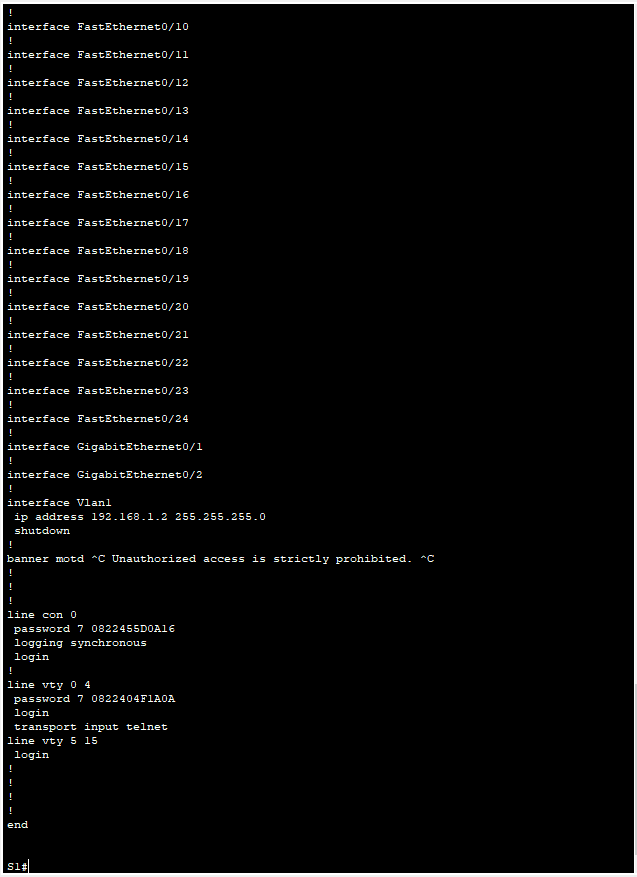 !
interface FastEthernet0/10
!
interface FastEthernet0/11
!
interface FastEthernet0/12
!
interface FastEthernet0/13
!
interface FastEthernet0/14
!
interface FastEthernet0/15
!
interface FastEthernet0/16
!
interface FastEthernet0/17
!
interface FastEthernet0/18
!
interface FastEthernet0/19
!
interface FastEthernet0/20
!
interface FastEthernet0/21
!
interface FastEthernet0/22
!
interface FastEthernet0/23
!
interface FastEthernet0/24
!
interface GigabitEthernet0/1
!
interface GigabitEthernet0/2
!
interface Vlan1
 ip address 192.168.1.2 255.255.255.0
 shutdown
!
banner motd ^C Unauthorized access is strictly prohibited. ^C
!
!
!
line con 0
 password 7 0822455D0A16
 logging synchronous
 login
!
line vty 0 4
 password 7 0822404F1A0A
 login
 transport input telnet
line vty 5 15
 login
!
!
!
!
end
S1#